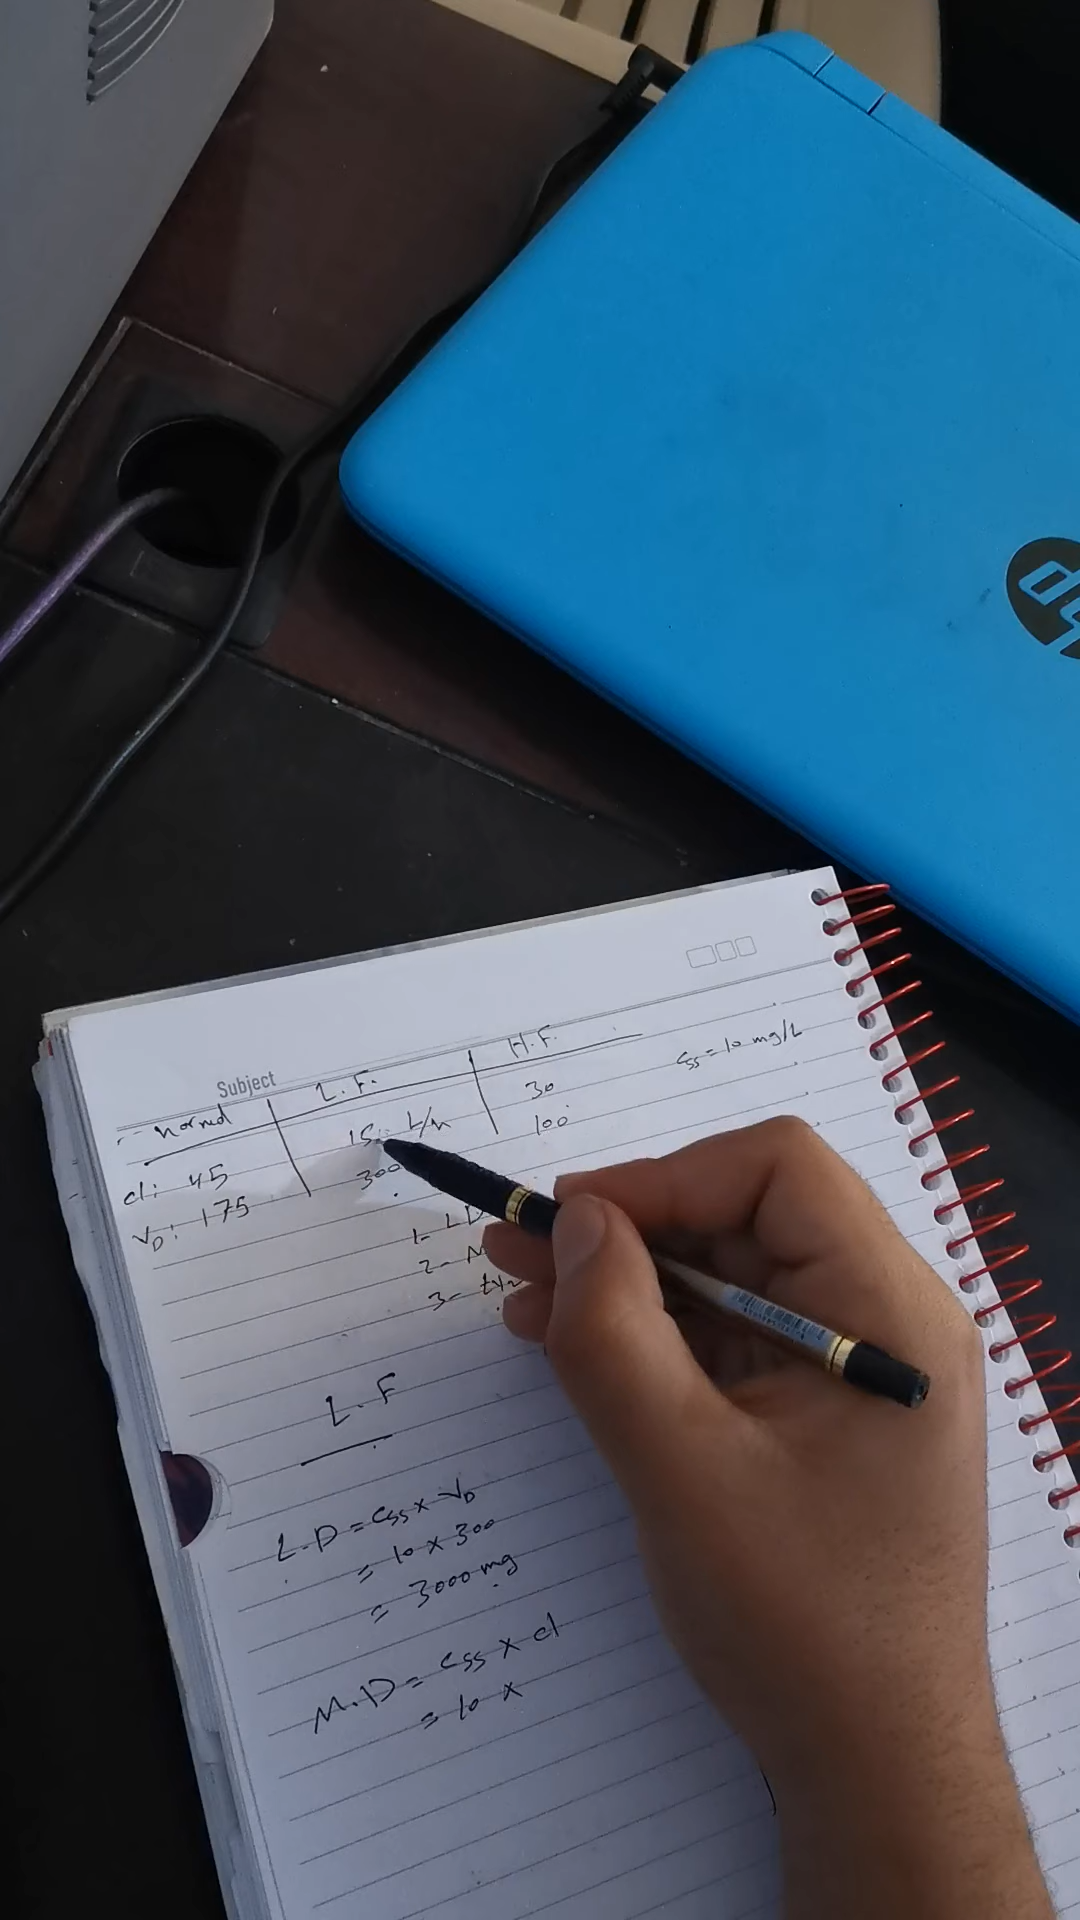 hp
Subject
normal L.F. H.F. Css = 10 mg/L
cl: 45 15 L/h 30
VD: 175 300 100
1- LD
2- M
3- t1/2
L.F
L.D = Css x VD
= 10 x 300
= 3000 mg
M.D = Css x cl
= 10 x